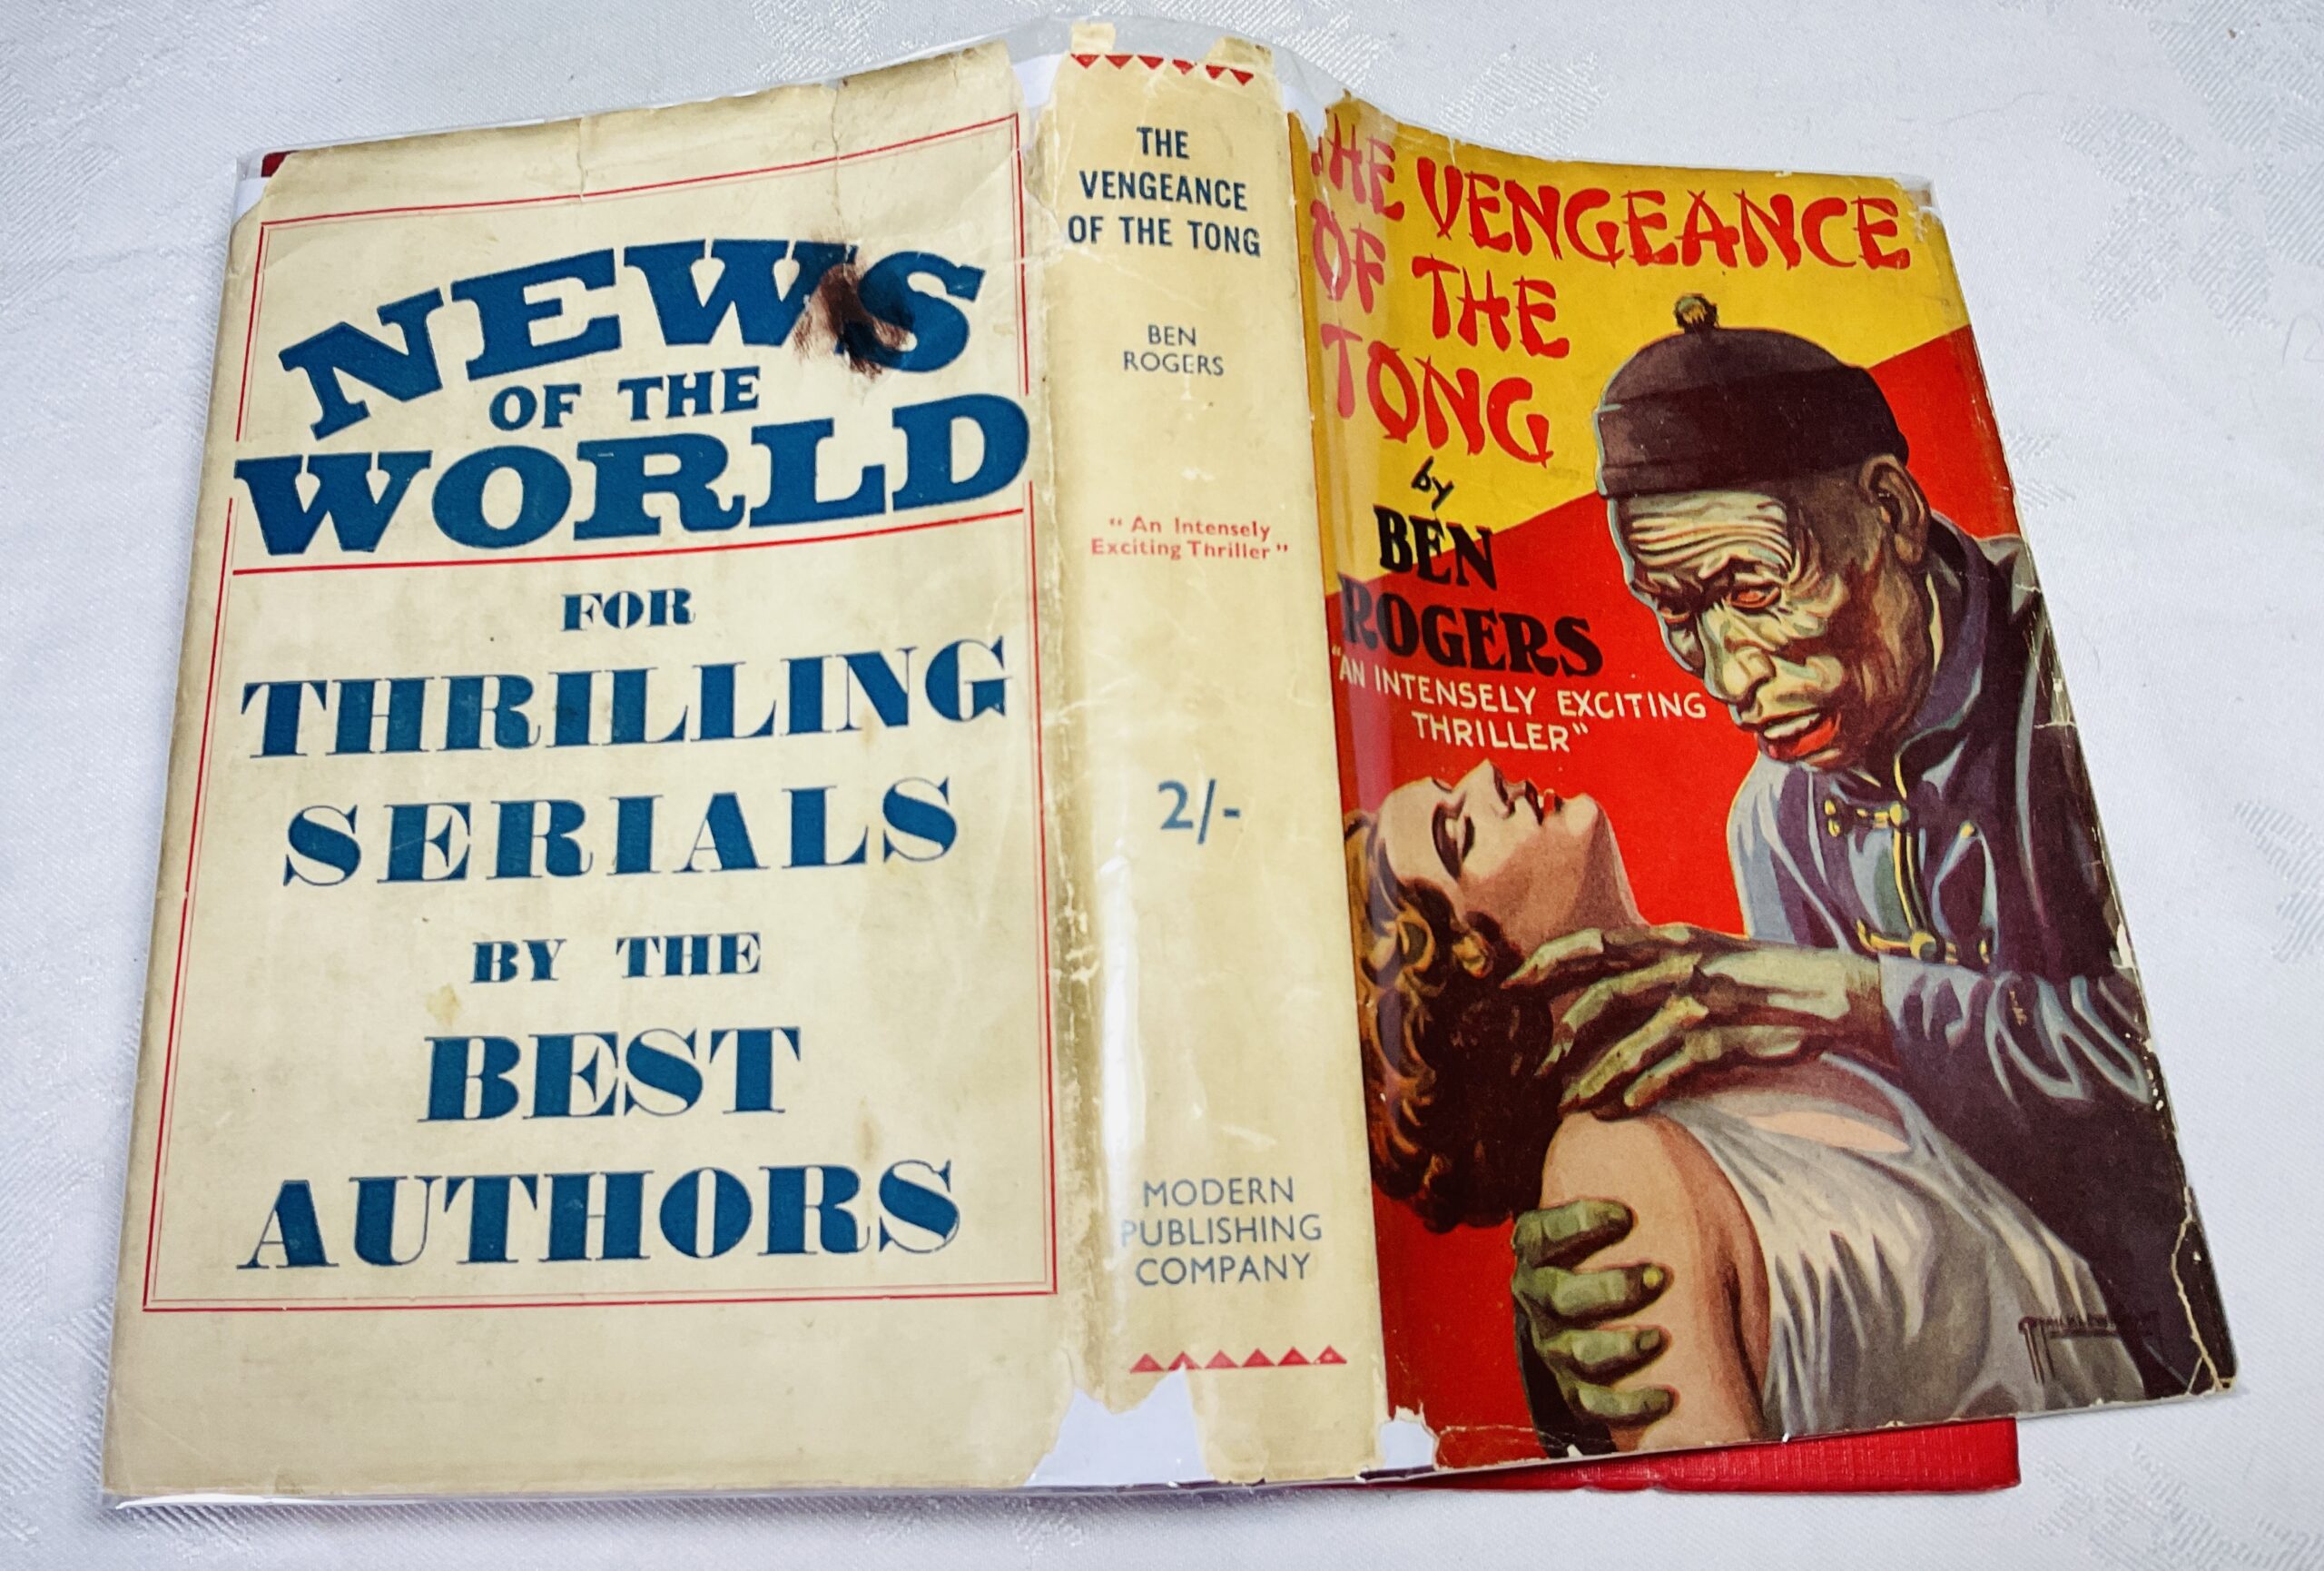 NEWS
OF THE
WORLD
FOR
THRILLING
SERIALS
BY THE
BEST
AUTHORS
THE
VENGEANCE
OF THE TONG
BEN
ROGERS
" An Intensely
Exciting Thriller "
2/-
MODERN
PUBLISHING
COMPANY
THE VENGEANCE
OF THE
TONG
by
BEN
ROGERS
"AN INTENSELY EXCITING
THRILLER"